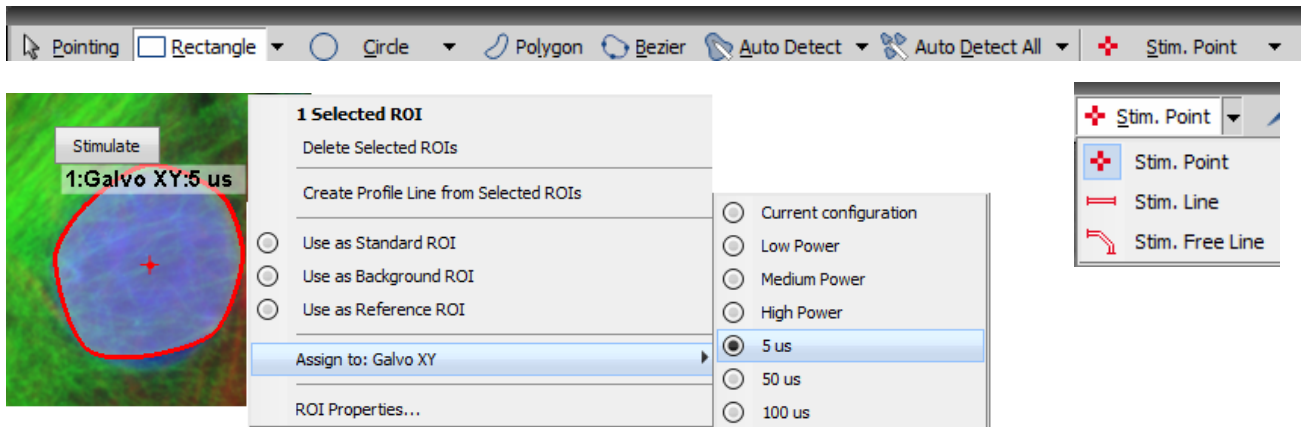 Pointing Rectangle Circle Polygon Bezier Auto Detect Auto Detect All Stim. Point
Stimulate
1:Galvo XY:5 us
1 Selected ROI
Delete Selected ROIs
Create Profile Line from Selected ROIs
Use as Standard ROI
Use as Background ROI
Use as Reference ROI
Assign to: Galvo XY
ROI Properties...
Current configuration
Low Power
Medium Power
High Power
5 us
50 us
100 us
Stim. Point
Stim. Point
Stim. Line
Stim. Free Line